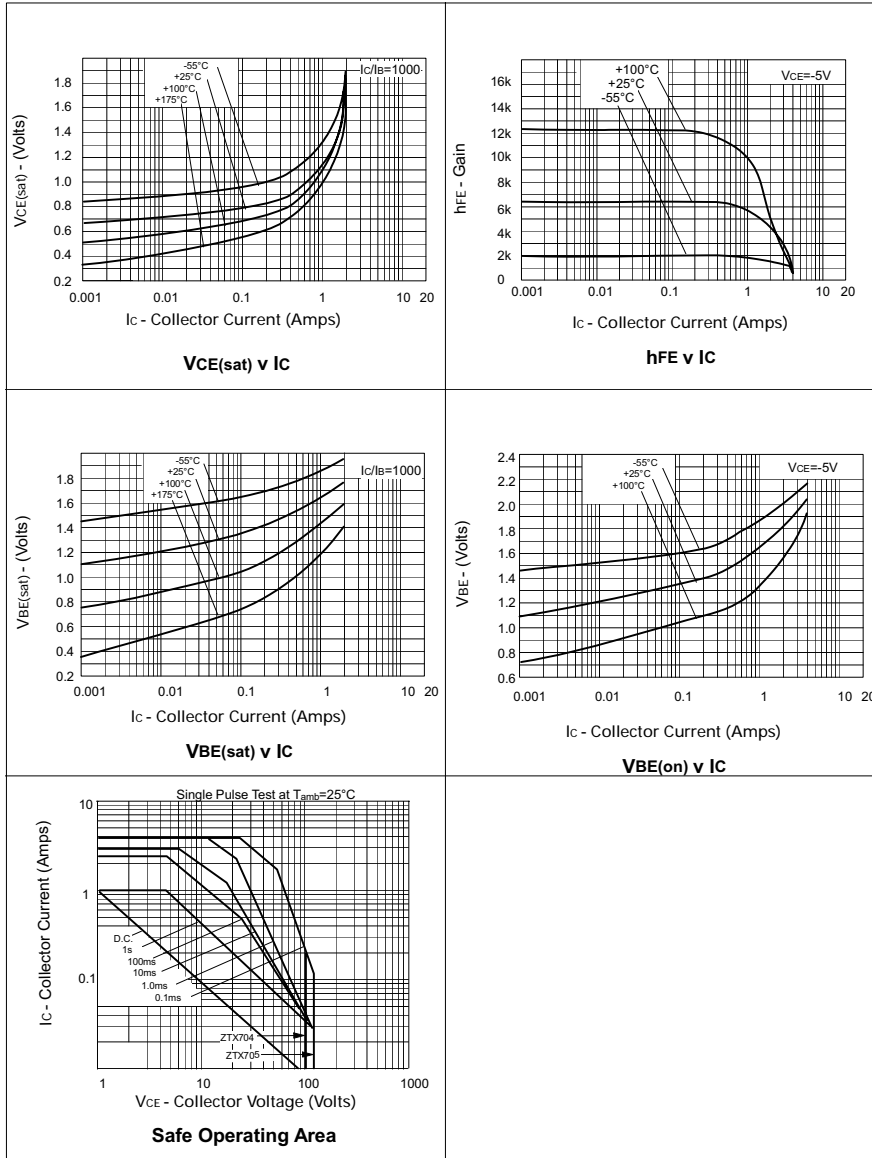 -55°C
+25°C
+100°C
+175°C
IC/IB=1000
1.8
1.6
1.4
1.2
1.0
0.8
0.6
0.4
0.2
VCE(sat) - (Volts)
0.001 0.01 0.1 1 10 20
IC - Collector Current (Amps)
VCE(sat) v IC
+100°C
+25°C
-55°C
VCE=-5V
16k
14k
12k
10k
8k
6k
4k
2k
0
hFE - Gain
0.001 0.01 0.1 1 10 20
IC - Collector Current (Amps)
hFE v IC
-55°C
+25°C
+100°C
+175°C
IC/IB=1000
1.8
1.6
1.4
1.2
1.0
0.8
0.6
0.4
0.2
VBE(sat) - (Volts)
0.001 0.01 0.1 1 10 20
IC - Collector Current (Amps)
VBE(sat) v IC
-55°C
+25°C
+100°C
VCE=-5V
2.4
2.2
2.0
1.8
1.6
1.4
1.2
1.0
0.8
0.6
VBE - (Volts)
0.001 0.01 0.1 1 10 20
IC - Collector Current (Amps)
VBE(on) v IC
Single Pulse Test at Tamb=25°C
10
1
0.1
IC - Collector Current (Amps)
D.C.
1s
100ms
10ms
1.0ms
0.1ms
ZTX704
ZTX705
1 10 100 1000
VCE - Collector Voltage (Volts)
Safe Operating Area